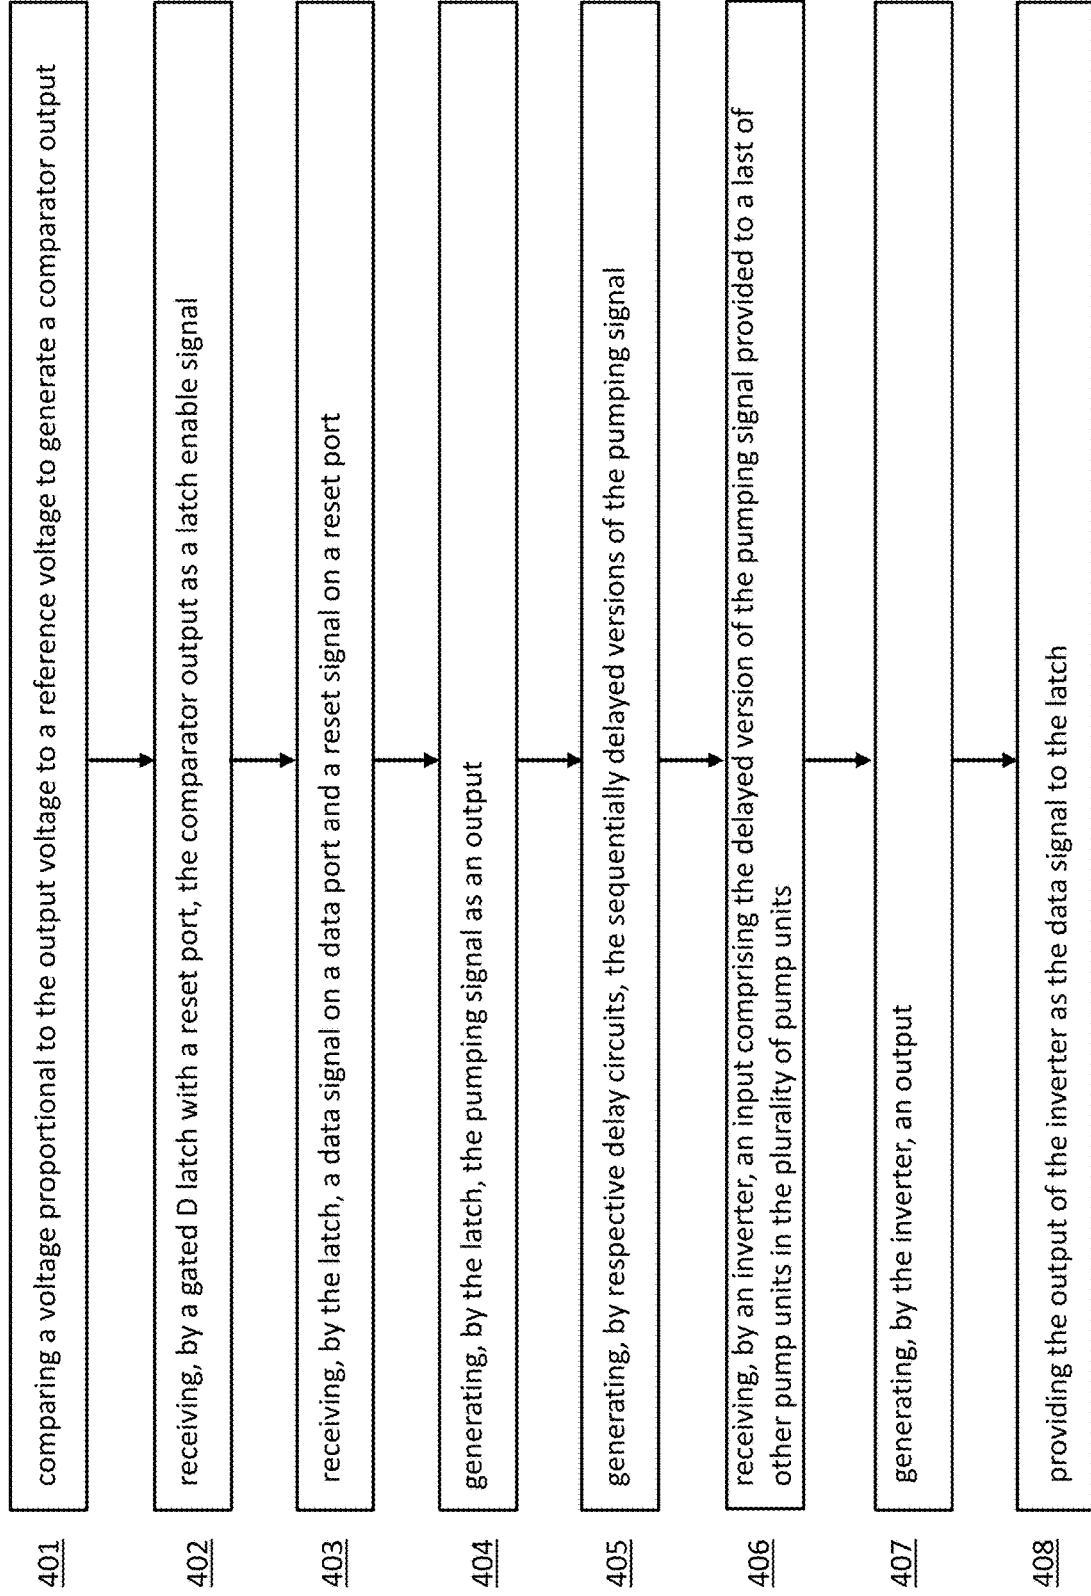 401
comparing a voltage proportional to the output voltage to a reference voltage to generate a comparator output
402
receiving, by a gated D latch with a reset port, the comparator output as a latch enable signal
403
receiving, by the latch, a data signal on a data port and a reset signal on a reset port
404
generating, by the latch, the pumping signal as an output
405
generating, by respective delay circuits, the sequentially delayed versions of the pumping signal
406
receiving, by an inverter, an input comprising the delayed version of the pumping signal provided to a last of
other pump units in the plurality of pump units
407
generating, by the inverter, an output
408
providing the output of the inverter as the data signal to the latch